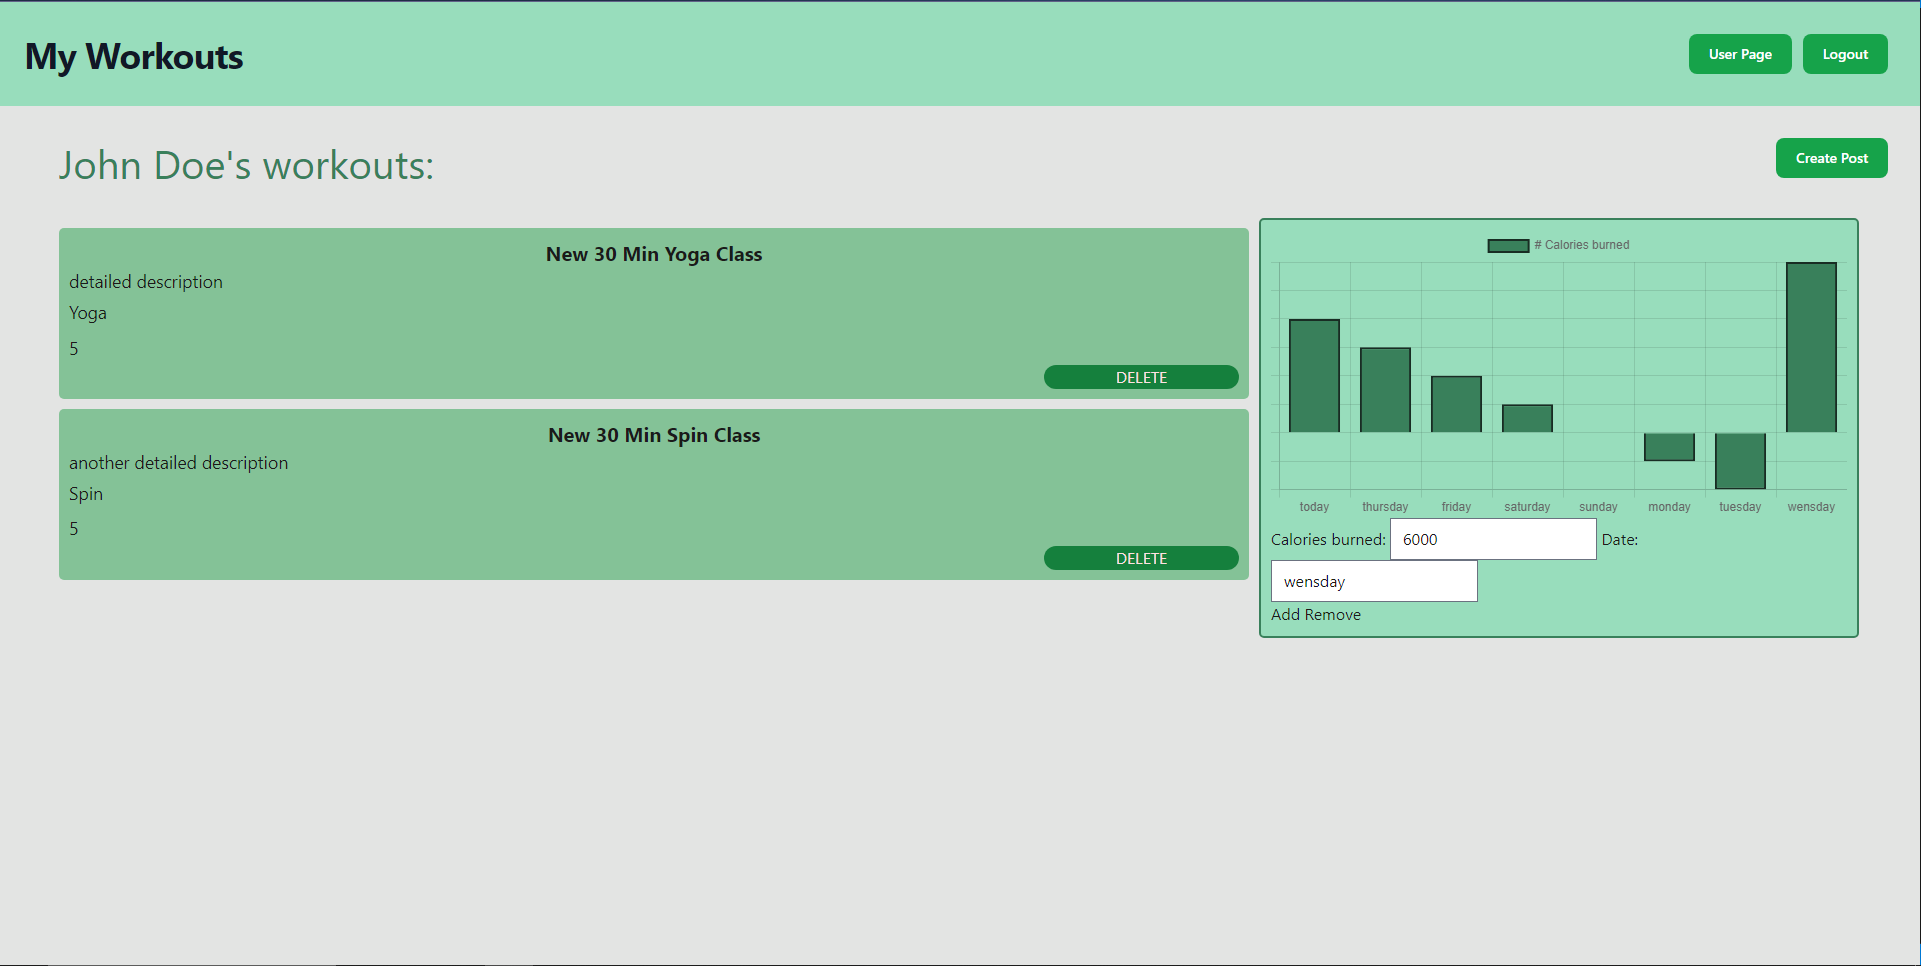 My Workouts
User Page
Logout
John Doe's workouts:
Create Post
New 30 Min Yoga Class
detailed description
Yoga
5
DELETE
New 30 Min Spin Class
another detailed description
Spin
5
DELETE
# Calories burned
today thursday friday saturday sunday monday tuesday wensday
Calories burned: 6000 Date:
wensday
Add Remove